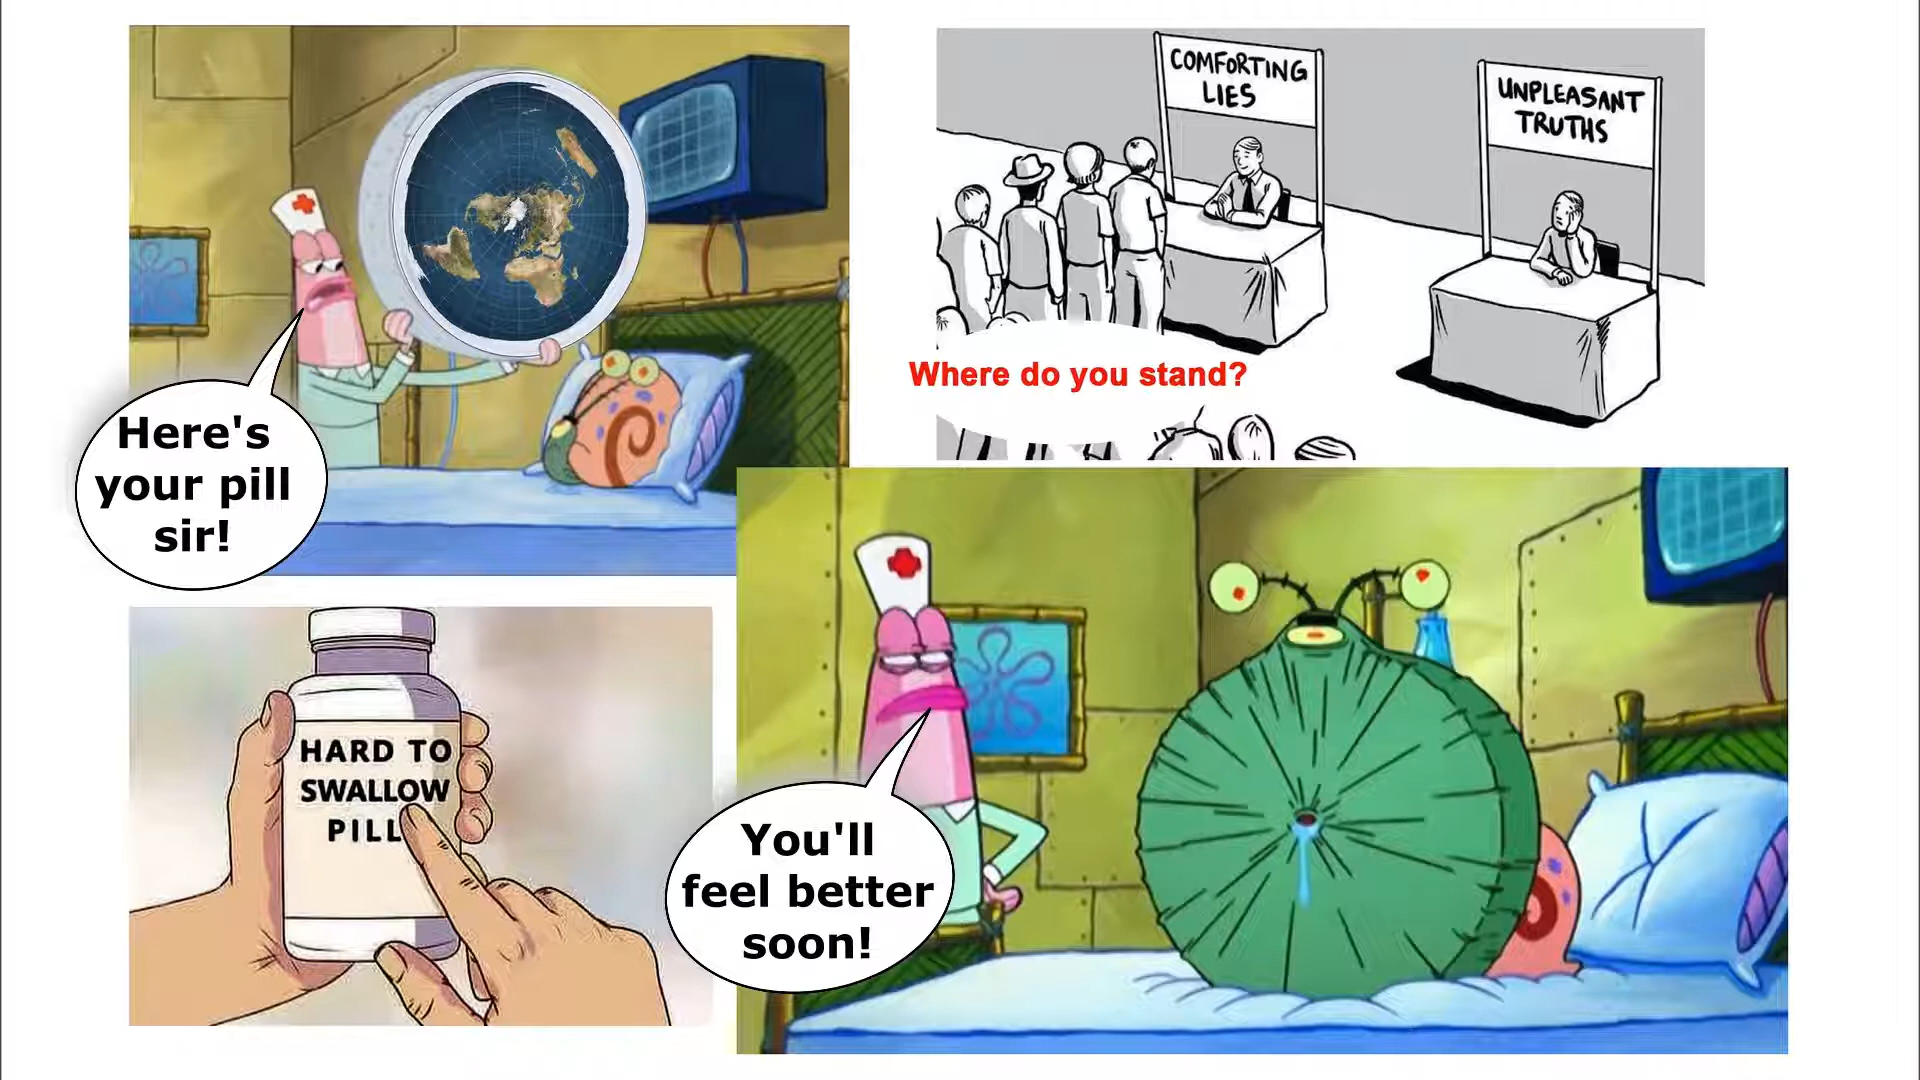 COMFORTING
LIES
UNPLEASANT
TRUTHS
Where do you stand?
Here's
your pill
sir!
HARD TO
SWALLOW
PILL
You'll
feel better
soon!